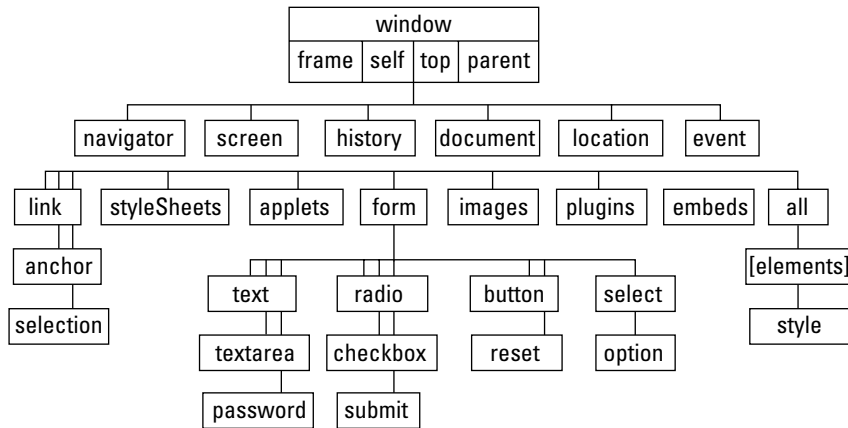 window
frame self top parent
navigator screen history document location event
link styleSheets applets form images plugins embeds all
anchor [elements]
text radio button select
selection style
textarea checkbox reset option
password submit